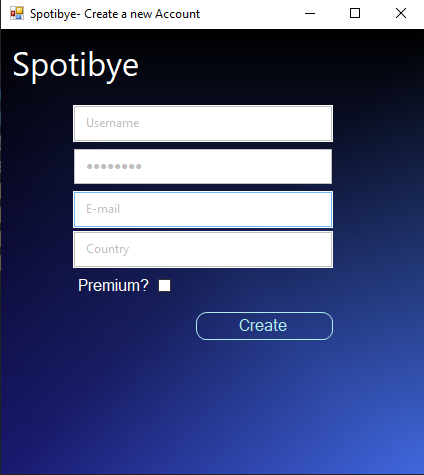 Spotibye- Create a new Account
Spotibye
Username
●●●●●●●●
E-mail
Country
Premium?
Create